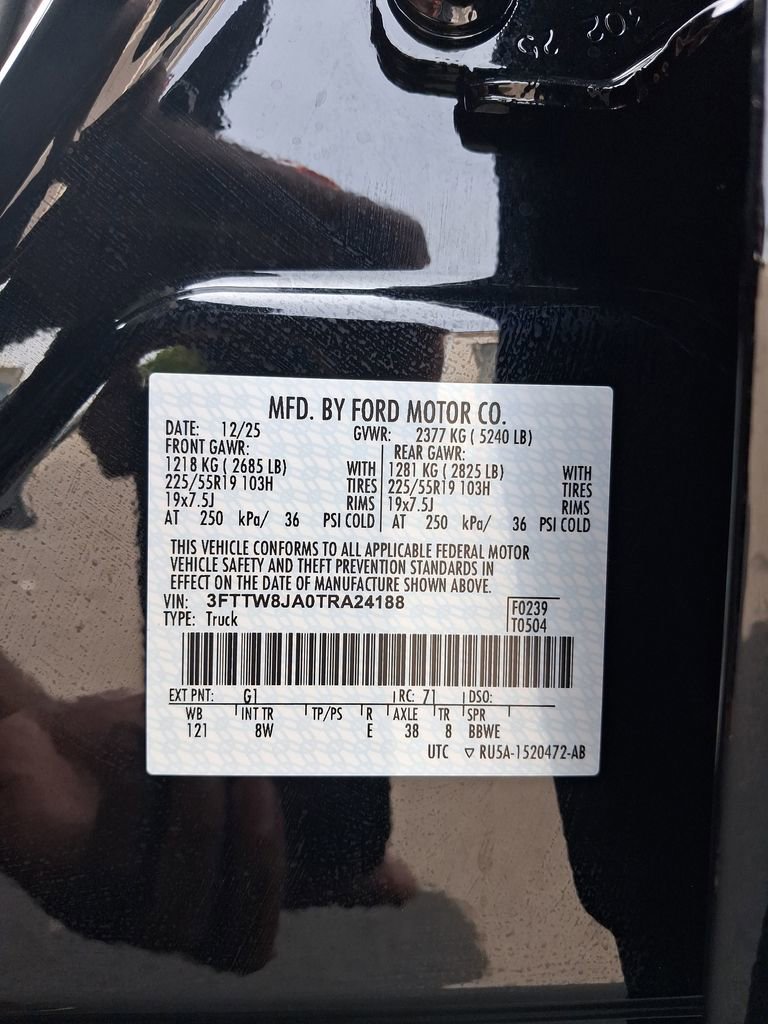 MFD. BY FORD MOTOR CO.
DATE: 12/25 GVWR: 2377 KG ( 5240 LB)
FRONT GAWR: REAR GAWR:
1218 KG ( 2685 LB) WITH 1281 KG ( 2825 LB) WITH
225/55R19 103H TIRES 225/55R19 103H TIRES
19x7.5J RIMS 19x7.5J RIMS
AT 250 kPa/ 36 PSI COLD AT 250 kPa/ 36 PSI COLD
THIS VEHICLE CONFORMS TO ALL APPLICABLE FEDERAL MOTOR
VEHICLE SAFETY AND THEFT PREVENTION STANDARDS IN
EFFECT ON THE DATE OF MANUFACTURE SHOWN ABOVE.
VIN: 3FTTW8JA0TRA24188 F0239
TYPE: Truck T0504
EXT PNT: G1 RC: 71 DSO:
WB INT TR TP/PS R AXLE TR SPR
121 8W E 38 8 BBWE
UTC ▽ RU5A-1520472-AB